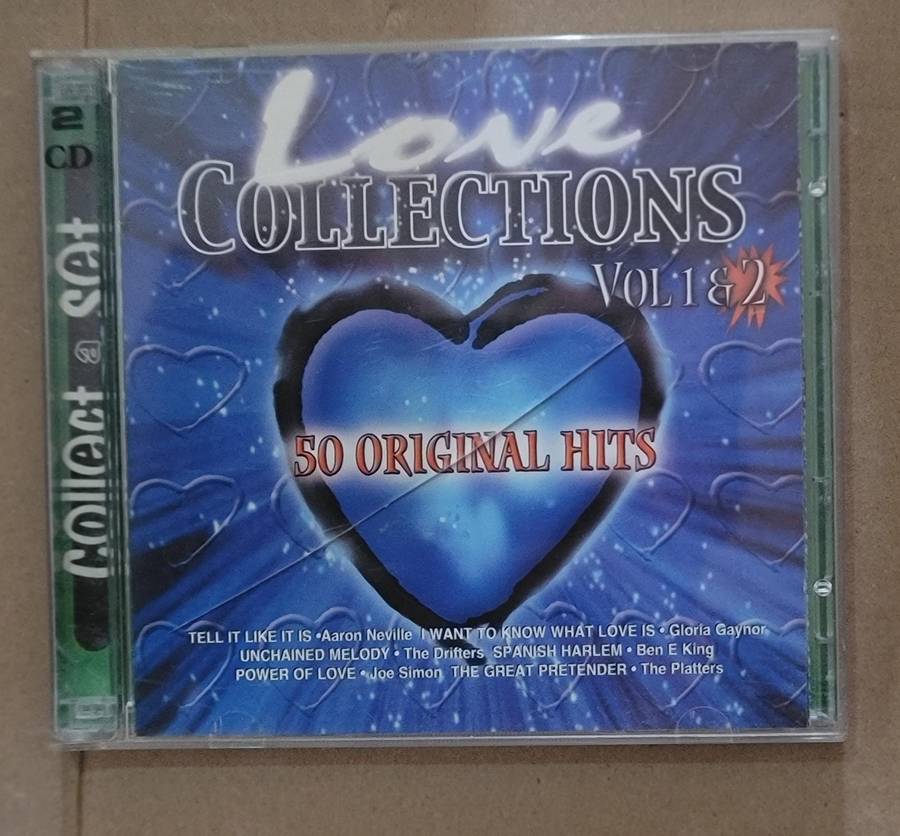 2
CD
collect a set
Love
COLLECTIONS
VOL 1 & 2
50 ORIGINAL HITS
TELL IT LIKE IT IS •Aaron Neville I WANT TO KNOW WHAT LOVE IS • Gloria Gaynor
UNCHAINED MELODY • The Drifters SPANISH HARLEM • Ben E King
POWER OF LOVE • Joe Simon THE GREAT PRETENDER • The Platters